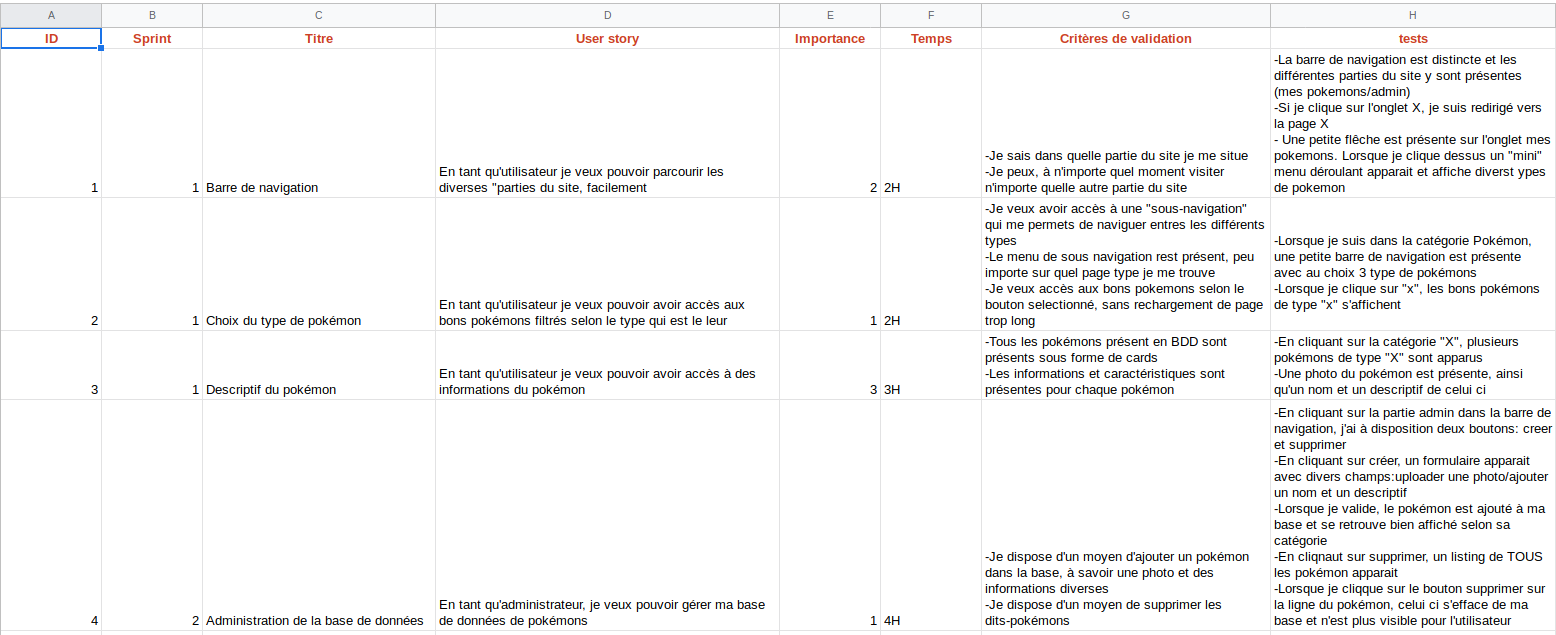 A B C D E F G H
ID Sprint Titre User story Importance Temps Critères de validation tests
1
1
Barre de navigation
En tant qu'utilisateur je veux pouvoir parcourir les
diverses "parties du site, facilement
2
2H
-Je sais dans quelle partie du site je me situe
-Je peux, à n'importe quel moment visiter
n'importe quelle autre partie du site
-La barre de navigation est distincte et les
différentes parties du site y sont présentes
(mes pokemons/admin)
-Si je clique sur l'onglet X, je suis redirigé vers
la page X
- Une petite flêche est présente sur l'onglet mes
pokemons. Lorsque je clique dessus un "mini"
menu déroulant apparait et affiche diverst ypes
de pokemon
2
1
Choix du type de pokémon
En tant qu'utilisateur je veux pouvoir avoir accès aux
bons pokémons filtrés selon le type qui est le leur
1
2H
-Je veux avoir accès à une "sous-navigation"
qui me permets de naviguer entres les différents
types
-Le menu de sous navigation rest présent, peu
importe sur quel page type je me trouve
-Je veux accès aux bons pokemons selon le
bouton selectionné, sans rechargement de page
trop long
-Lorsque je suis dans la catégorie Pokémon,
une petite barre de navigation est présente
avec au choix 3 type de pokémons
-Lorsque je clique sur "x", les bons pokémons
de type "x" s'affichent
3
1
Descriptif du pokémon
En tant qu'utilisateur je veux pouvoir avoir accès à des
informations du pokémon
3
3H
-Tous les pokémons présent en BDD sont
présents sous forme de cards
-Les informations et caractéristiques sont
présentes pour chaque pokémon
-En cliquant sur la catégorie "X", plusieurs
pokémons de type "X" sont apparus
-Une photo du pokémon est présente, ainsi
qu'un nom et un descriptif de celui ci
4
2
Administration de la base de données
En tant qu'administrateur, je veux pouvoir gérer ma base
de données de pokémons
1
4H
-Je dispose d'un moyen d'ajouter un pokémon
dans la base, à savoir une photo et des
informations diverses
-Je dispose d'un moyen de supprimer les
dits-pokémons
-En cliquant sur la partie admin dans la barre de
navigation, j'ai à disposition deux boutons: creer
et supprimer
-En cliquant sur créer, un formulaire apparait
avec divers champs:uploader une photo/ajouter
un nom et un descriptif
-Lorsque je valide, le pokémon est ajouté à ma
base et se retrouve bien affiché selon sa
catégorie
-En cliqnaut sur supprimer, un listing de TOUS
les pokémon apparait
-Lorsque je cliqque sur le bouton supprimer sur
la ligne du pokémon, celui ci s'efface de ma
base et n'est plus visible pour l'utilisateur